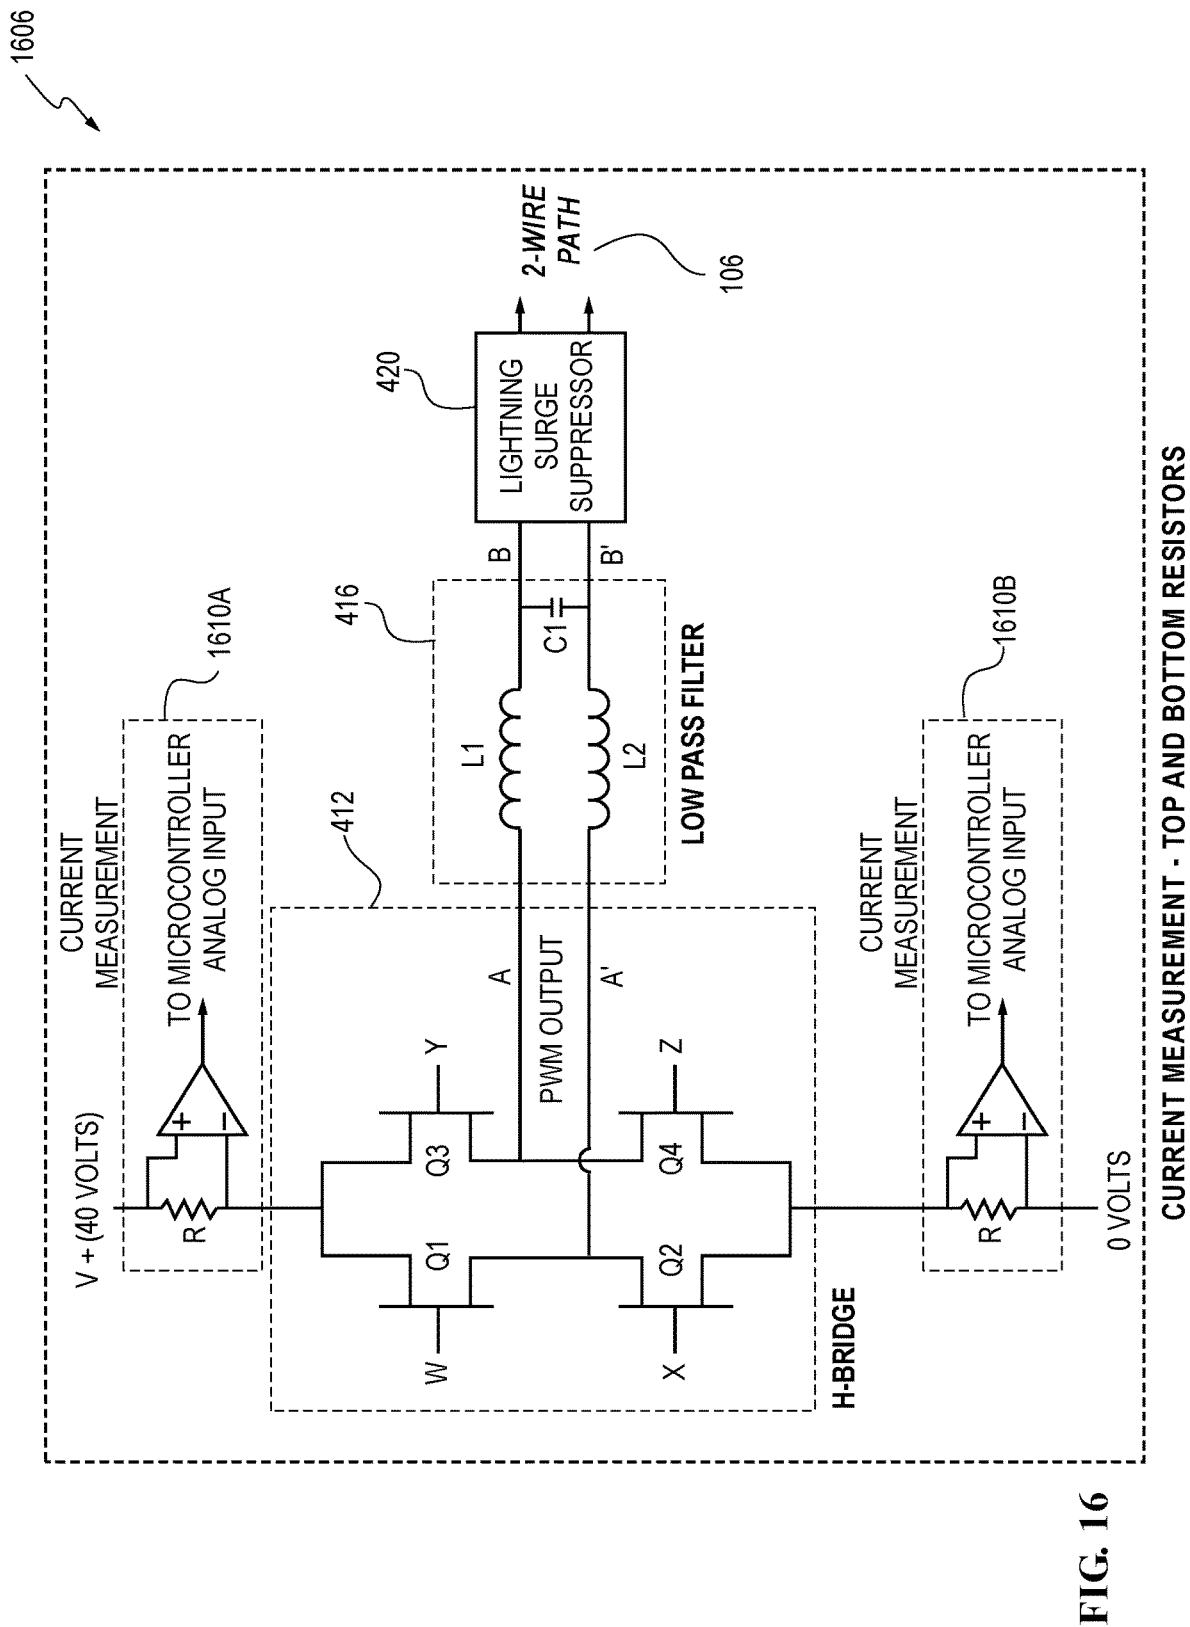 1606
V + (40 VOLTS)
CURRENT
MEASUREMENT
1610A
R
+
–
TO MICROCONTROLLER
ANALOG INPUT
412
W
Q1
Q3
Y
X
Q2
Q4
Z
A
PWM OUTPUT
A'
H-BRIDGE
416
L1
L2
C1
LOW PASS FILTER
B
B'
420
LIGHTNING
SURGE
SUPPRESSOR
2-WIRE
PATH
106
CURRENT
MEASUREMENT
1610B
R
+
–
TO MICROCONTROLLER
ANALOG INPUT
0 VOLTS
CURRENT MEASUREMENT - TOP AND BOTTOM RESISTORS
FIG. 16